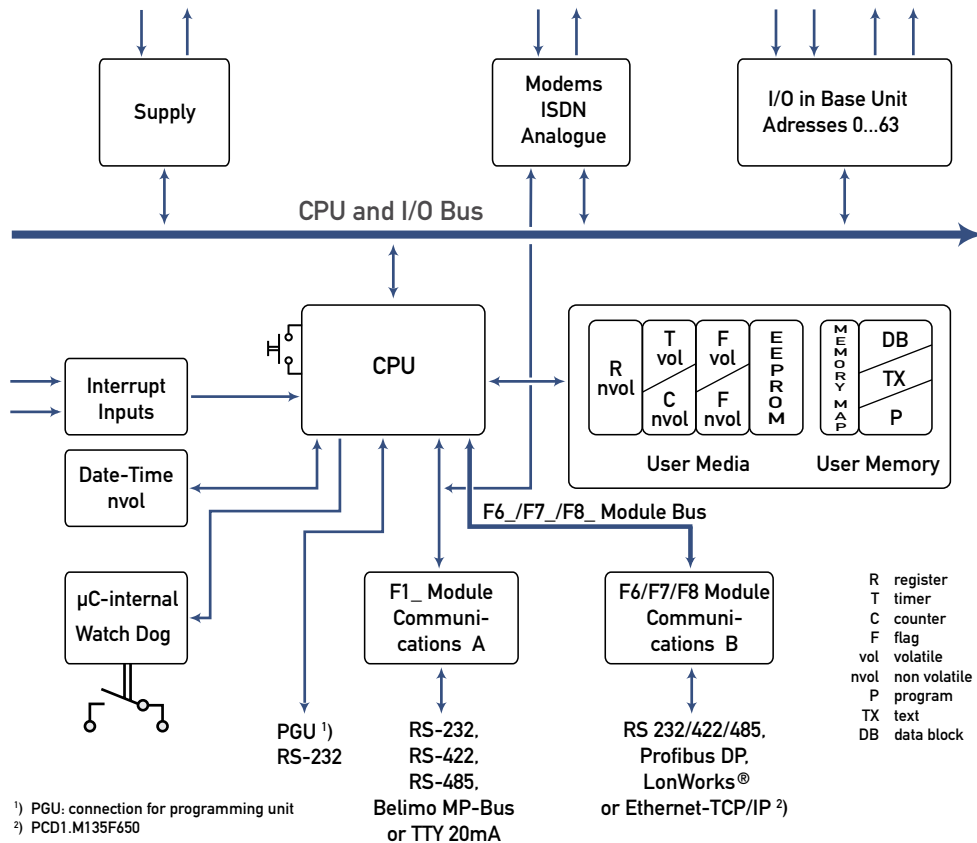 Supply
Modems
ISDN
Analogue
I/O in Base Unit
Adresses 0...63
CPU and I/O Bus
CPU
Interrupt
Inputs
Date-Time
nvol
µC-internal
Watch Dog
R
nvol
T
vol
C
nvol
F
vol
F
nvol
EEPROM
MEMORY MAP
DB
TX
P
User Media
User Memory
F6_/F7_/F8_ Module Bus
F1_ Module
Communi-
cations A
F6/F7/F8 Module
Communi-
cations B
PGU ¹)
RS-232
RS-232,
RS-422,
RS-485,
Belimo MP-Bus
or TTY 20mA
RS 232/422/485,
Profibus DP,
LonWorks®
or Ethernet-TCP/IP ²)
R register
T timer
C counter
F flag
vol volatile
nvol non volatile
P program
TX text
DB data block
¹) PGU: connection for programming unit
²) PCD1.M135F650